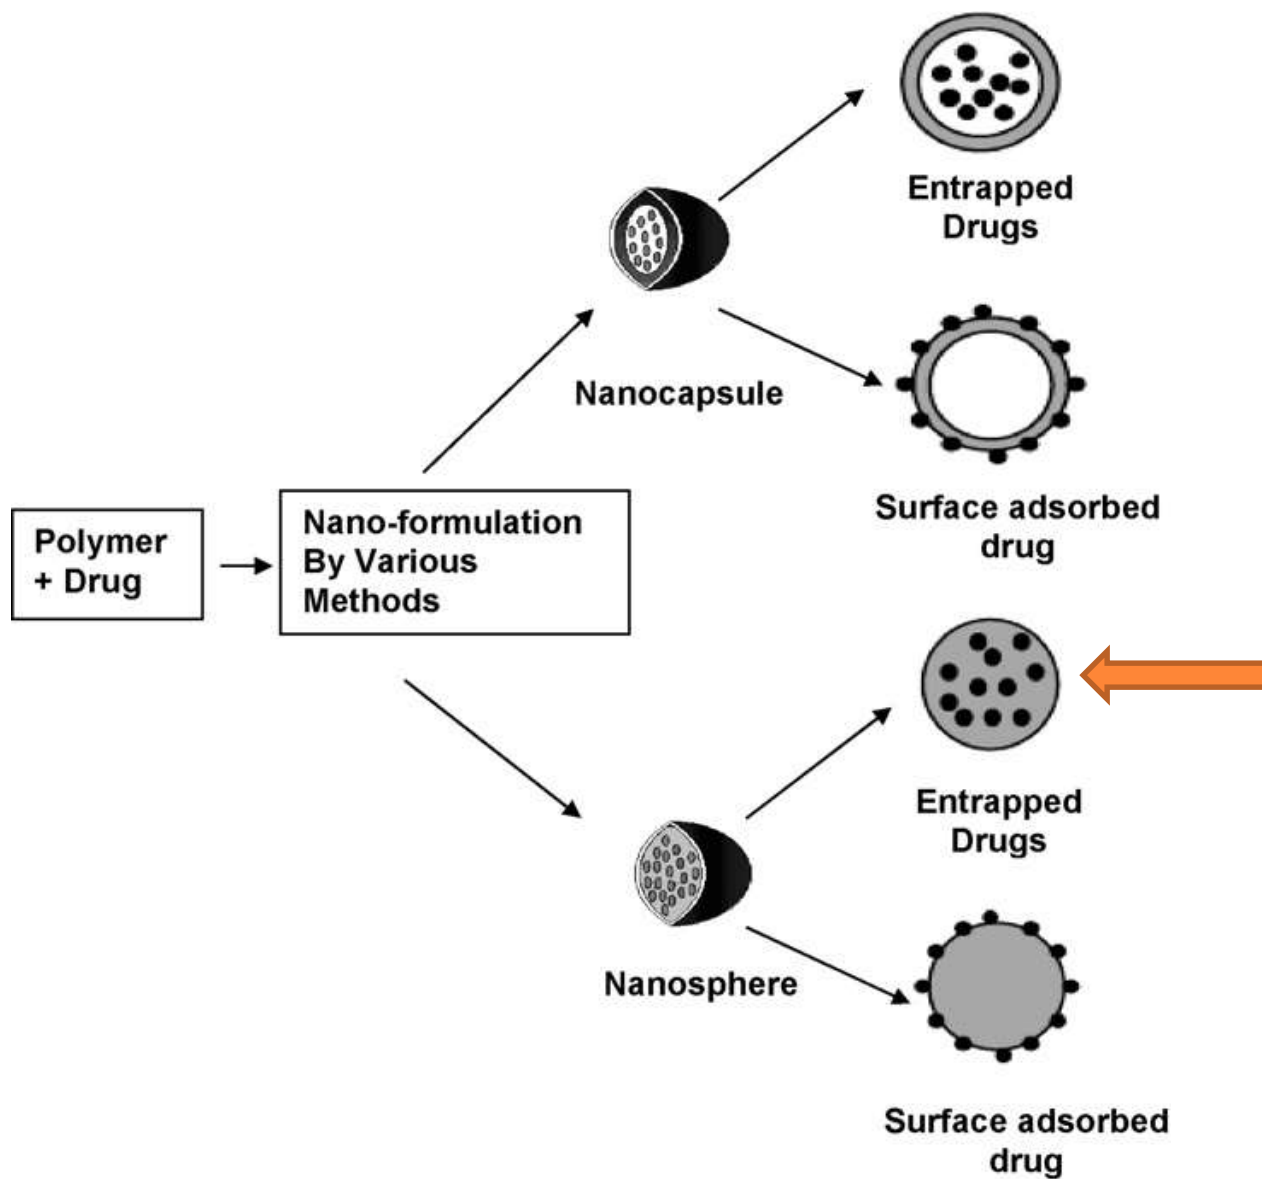 Polymer
+ Drug
Nano-formulation
By Various
Methods
Nanocapsule
Entrapped
Drugs
Surface adsorbed
drug
Nanosphere
Entrapped
Drugs
Surface adsorbed
drug